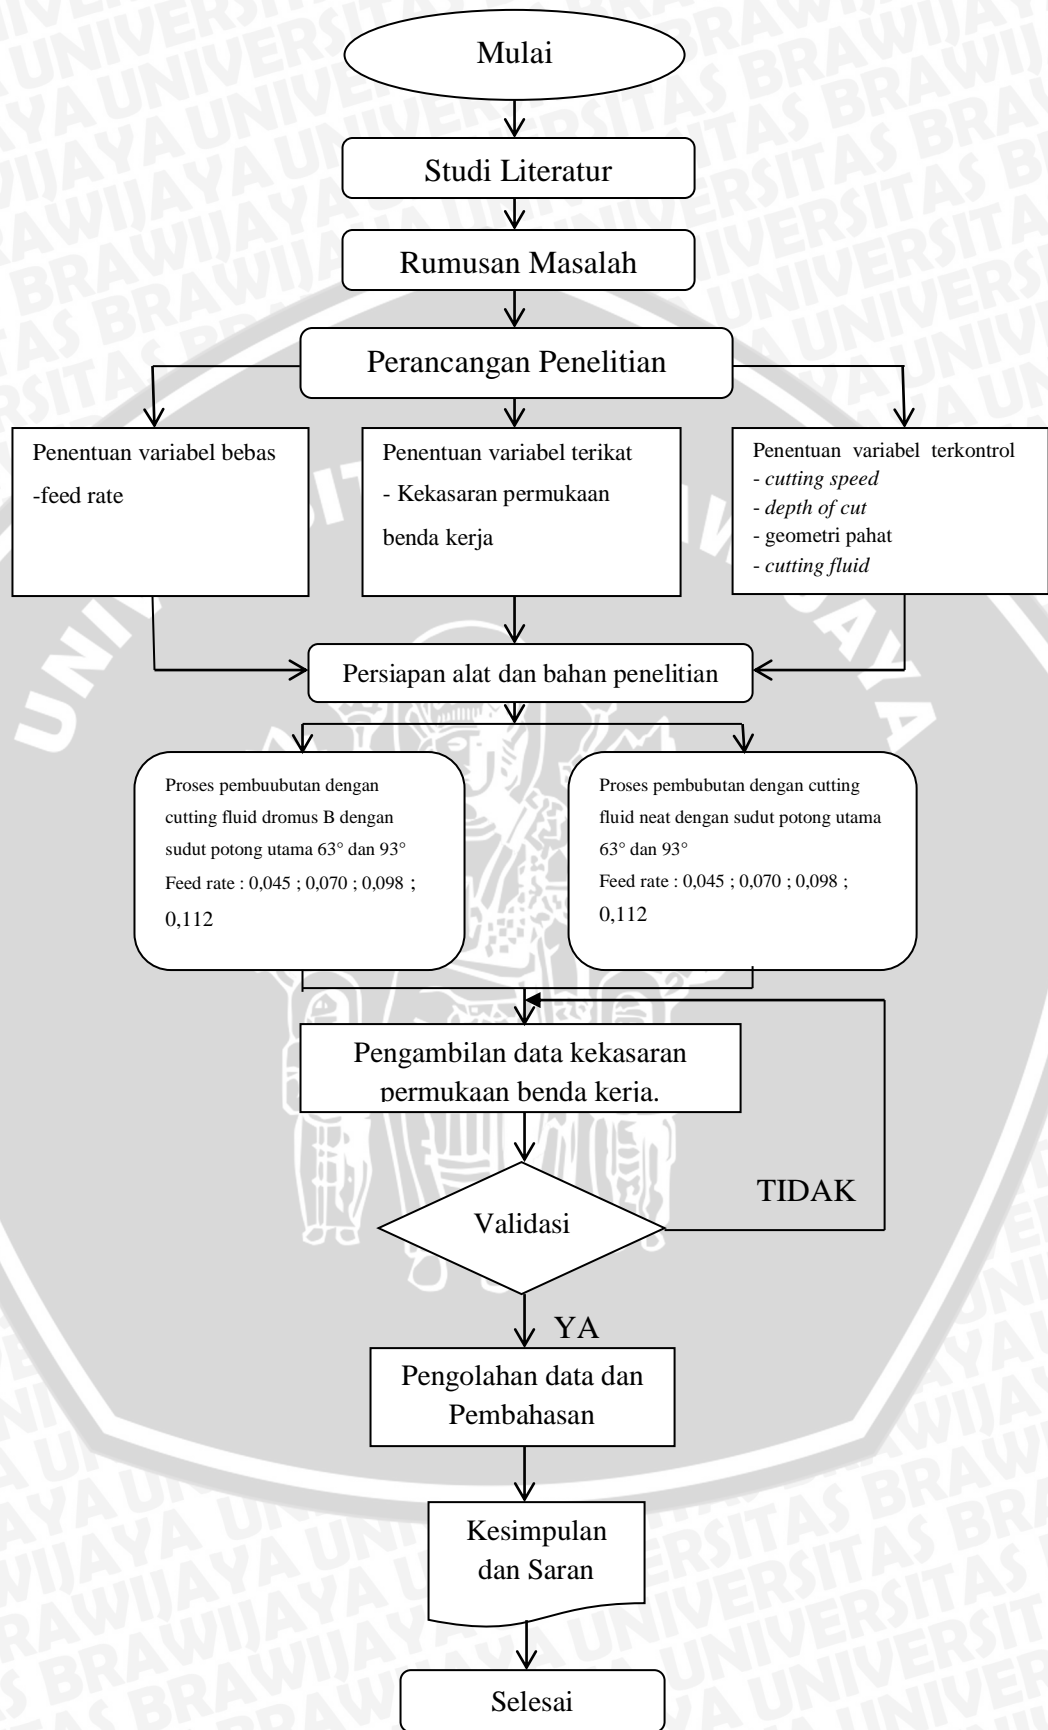 Mulai
Studi Literatur
Rumusan Masalah
Perancangan Penelitian
Penentuan variabel bebas
-feed rate
Penentuan variabel terikat
- Kekasaran permukaan
benda kerja
Penentuan variabel terkontrol
- cutting speed
- depth of cut
- geometri pahat
- cutting fluid
Persiapan alat dan bahan penelitian
Proses pembuubutan dengan
cutting fluid dromus B dengan
sudut potong utama 63° dan 93°
Feed rate : 0,045 ; 0,070 ; 0,098 ;
0,112
Proses pembubutan dengan cutting
fluid neat dengan sudut potong utama
63° dan 93°
Feed rate : 0,045 ; 0,070 ; 0,098 ;
0,112
Pengambilan data kekasaran
permukaan benda kerja.
Validasi
TIDAK
YA
Pengolahan data dan
Pembahasan
Kesimpulan
dan Saran
Selesai